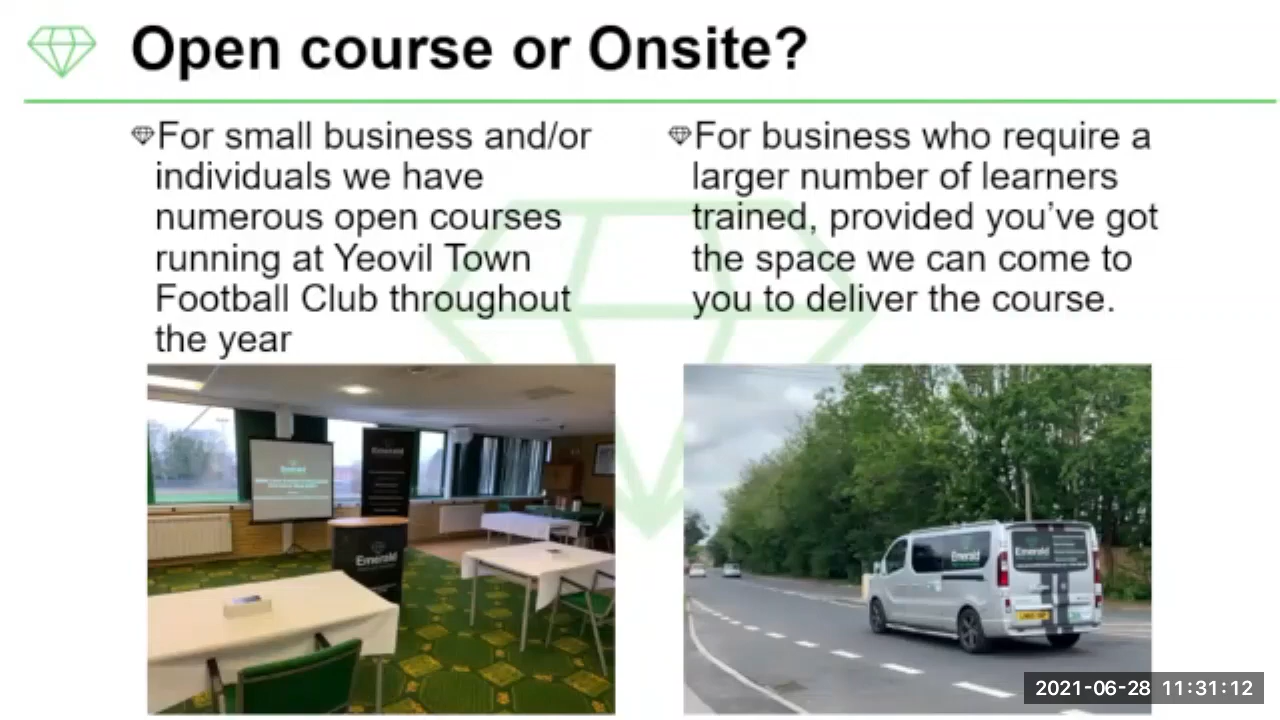 Open course or Onsite?
For small business and/or
individuals we have
numerous open courses
running at Yeovil Town
Football Club throughout
the year
For business who require a
larger number of learners
trained, provided you’ve got
the space we can come to
you to deliver the course.
Emerald
Emerald
Emerald
Emerald
Emerald
2021-06-28 11:31:12